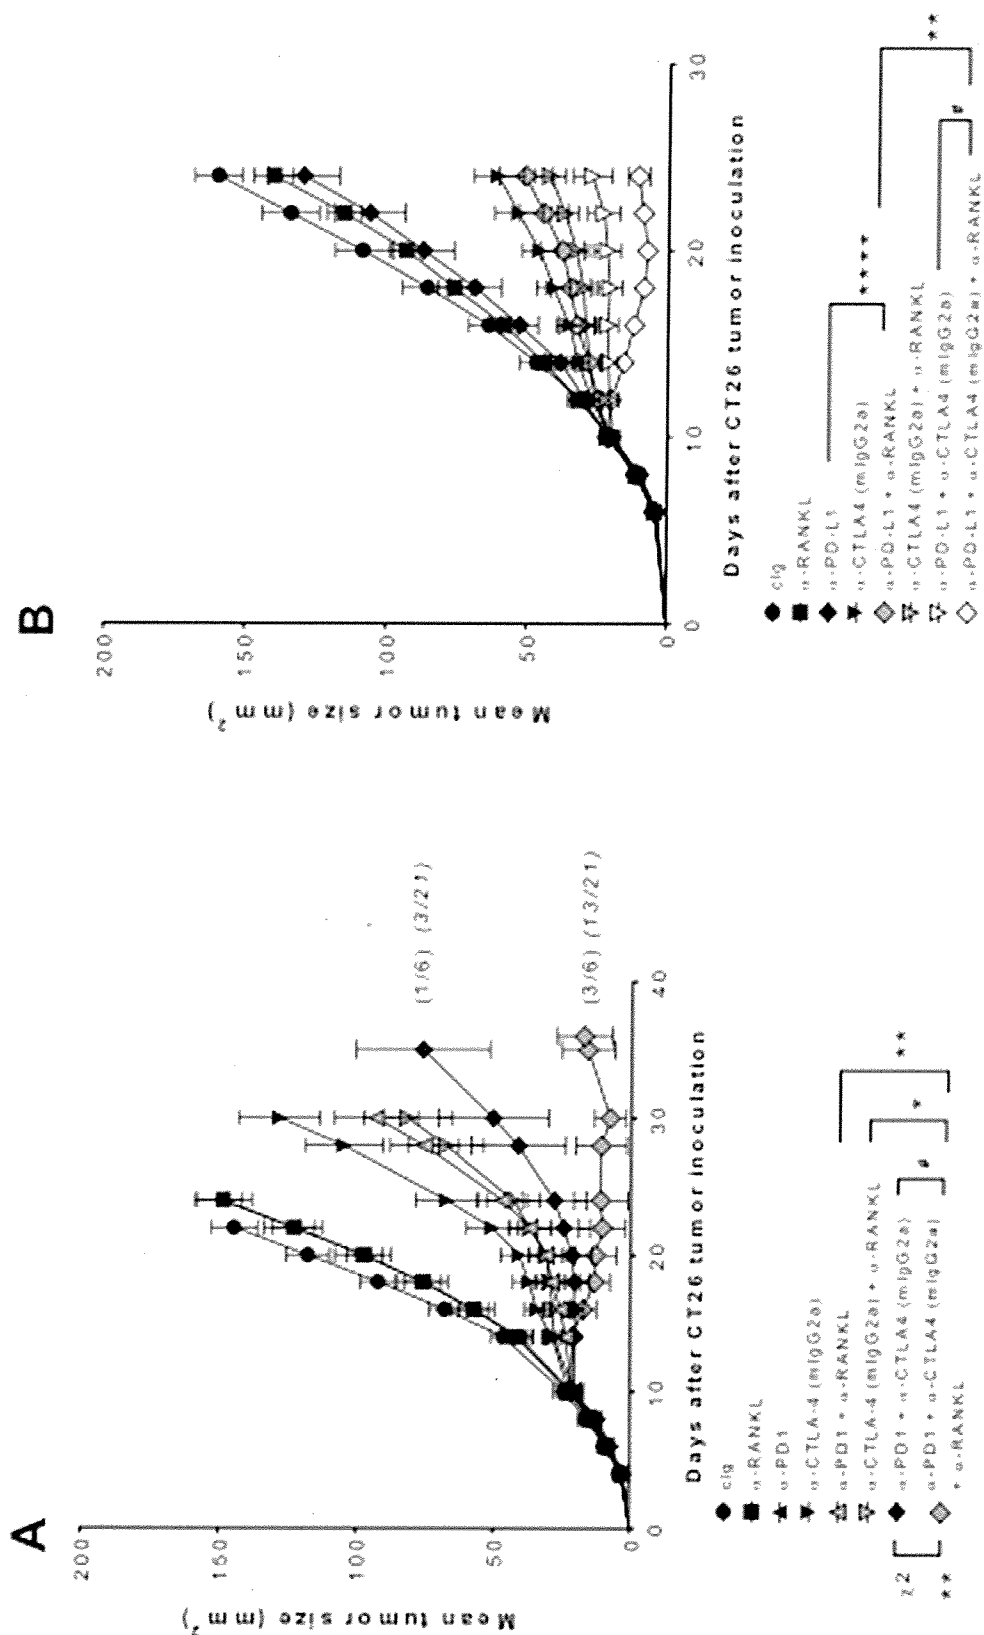 A
Mean tumor size (mm²)
200
150
100
50
0
0 10 20 30 40
(1/6) (3/21)
(3/6) (13/21)
Days after CT26 tumor inoculation
cIg
α-RANKL
α-PD1
α-CTLA-4 (mIgG2a)
α-PD1 + α-RANKL
α-CTLA4 (mIgG2a) + α-RANKL
α-PD1 + α-CTLA4 (mIgG2a)
α-PD1 + α-CTLA4 (mIgG2a)
+ α-RANKL
χ2
**
#
*
**
B
Mean tumor size (mm²)
200
150
100
50
0
0 10 20 30
Days after CT26 tumor inoculation
cIg
α-RANKL
α-PD-L1
α-CTLA4 (mIgG2a)
α-PD-L1 + α-RANKL
α-CTLA4 (mIgG2a) + α-RANKL
α-PD-L1 + α-CTLA4 (mIgG2a)
α-PD-L1 + α-CTLA4 (mIgG2a) + α-RANKL
****
#
**